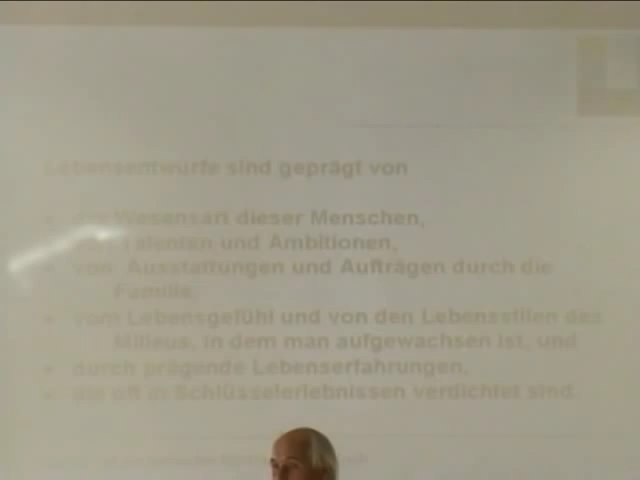 Lebensentwürfe sind geprägt von
Wesensart dieser Menschen,
Talenten und Ambitionen,
von Ausstattungen und Aufträgen durch die
Familie,
vom Lebensgefühl und von den Lebensstilen des
Milieus, in dem man aufgewachsen ist, und
durch prägende Lebenserfahrungen,
die oft in Schlüsselerlebnissen verdichtet sind.